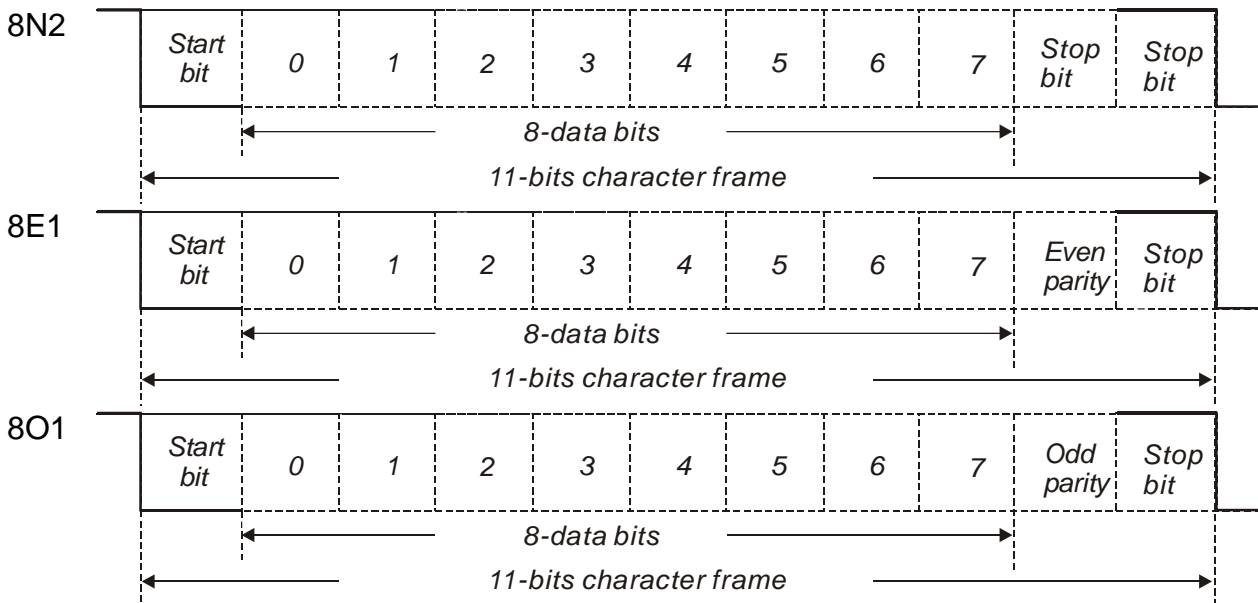 8N2
Start bit 0 1 2 3 4 5 6 7 Stop bit Stop bit
8-data bits
11-bits character frame
8E1
Start bit 0 1 2 3 4 5 6 7 Even parity Stop bit
8-data bits
11-bits character frame
8O1
Start bit 0 1 2 3 4 5 6 7 Odd parity Stop bit
8-data bits
11-bits character frame